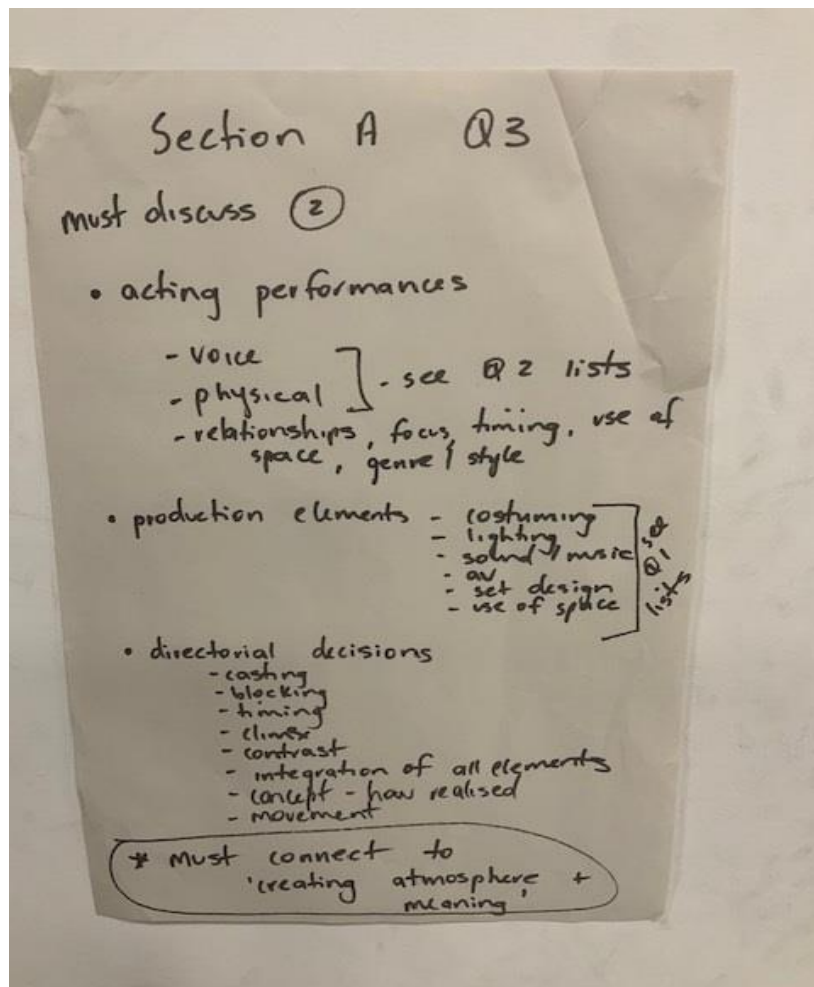 Section A Q3
must discuss 2
• acting performances
- voice
- physical ] - see Q2 lists
- relationships, focus, timing, use of
space, genre / style
• production elements - costuming
- lighting
- sound / music
- av
- set design
- use of space
see Q1 lists
• directorial decisions
- casting
- blocking
- timing
- climax
- contrast
- integration of all elements
- concept - how realised
- movement
* must connect to
'creating atmosphere +
meaning'